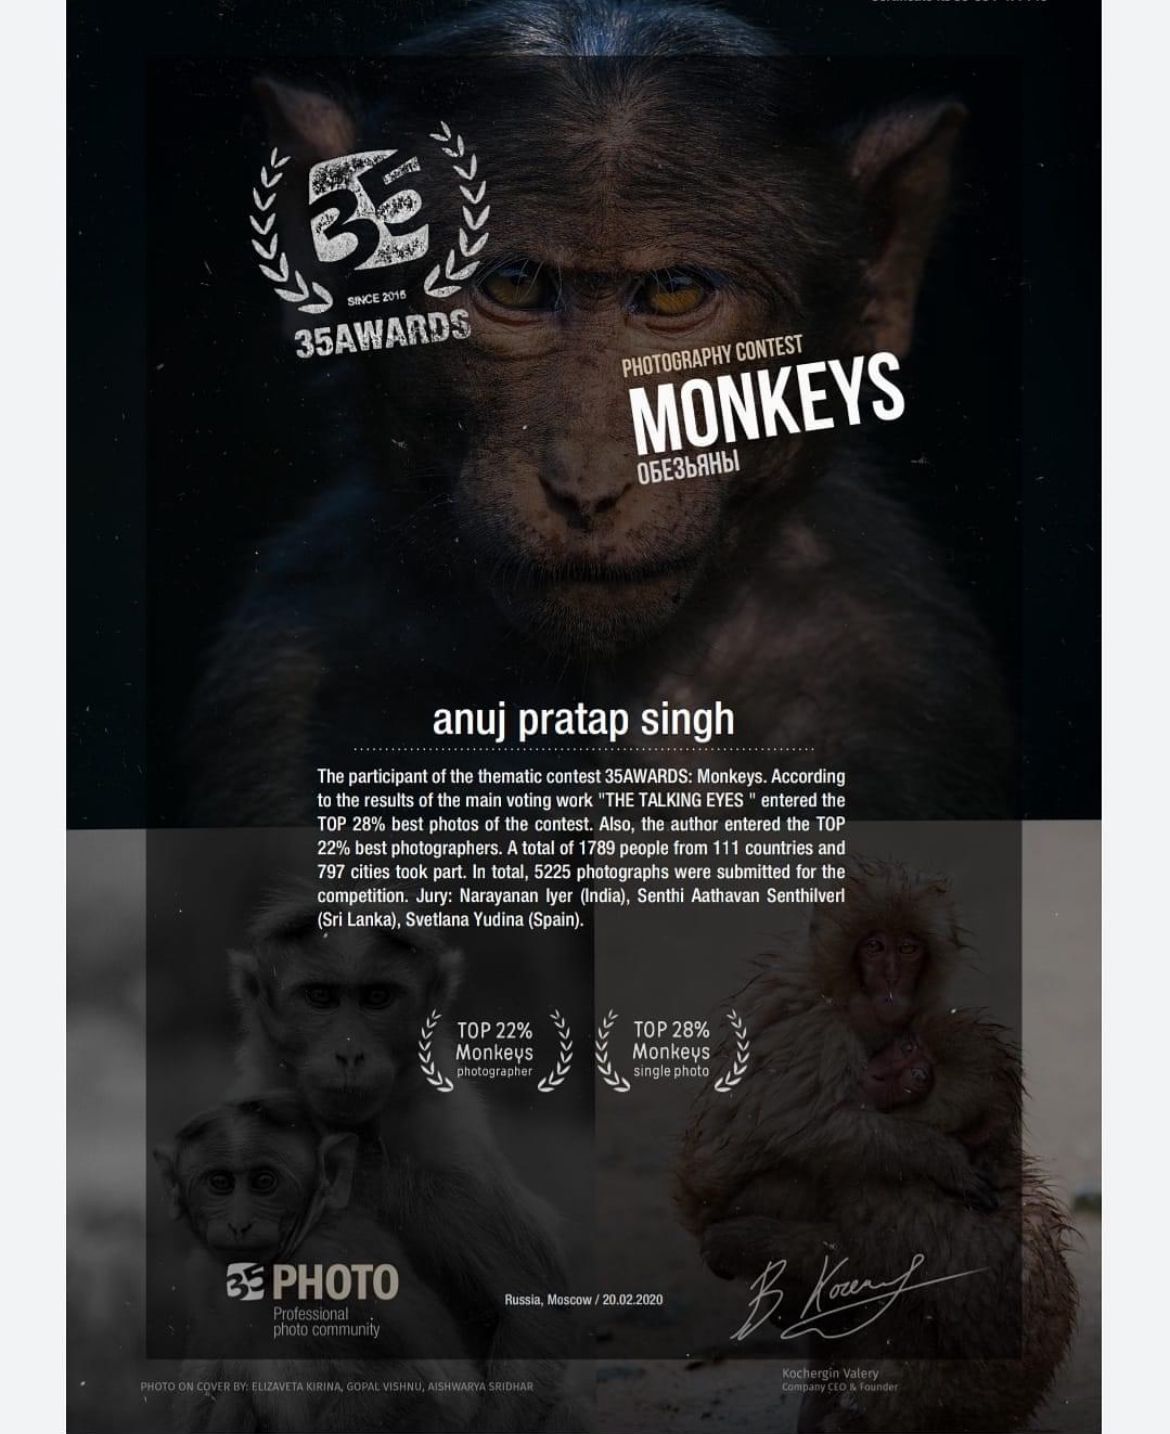 35
SINCE 2015
35AWARDS
PHOTOGRAPHY CONTEST
MONKEYS
ОБЕЗЬЯНЫ
anuj pratap singh
The participant of the thematic contest 35AWARDS: Monkeys. According
to the results of the main voting work "THE TALKING EYES " entered the
TOP 28% best photos of the contest. Also, the author entered the TOP
22% best photographers. A total of 1789 people from 111 countries and
797 cities took part. In total, 5225 photographs were submitted for the
competition. Jury: Narayanan Iyer (India), Senthi Aathavan Senthilverl
(Sri Lanka), Svetlana Yudina (Spain).
TOP 22%
Monkeys
photographer
TOP 28%
Monkeys
single photo
35 PHOTO
Professional
photo community
Russia, Moscow / 20.02.2020
Kochergin Valery
Company CEO & Founder
PHOTO ON COVER BY: ELIZAVETA KIRINA, GOPAL VISHNU, AISHWARYA SRIDHAR